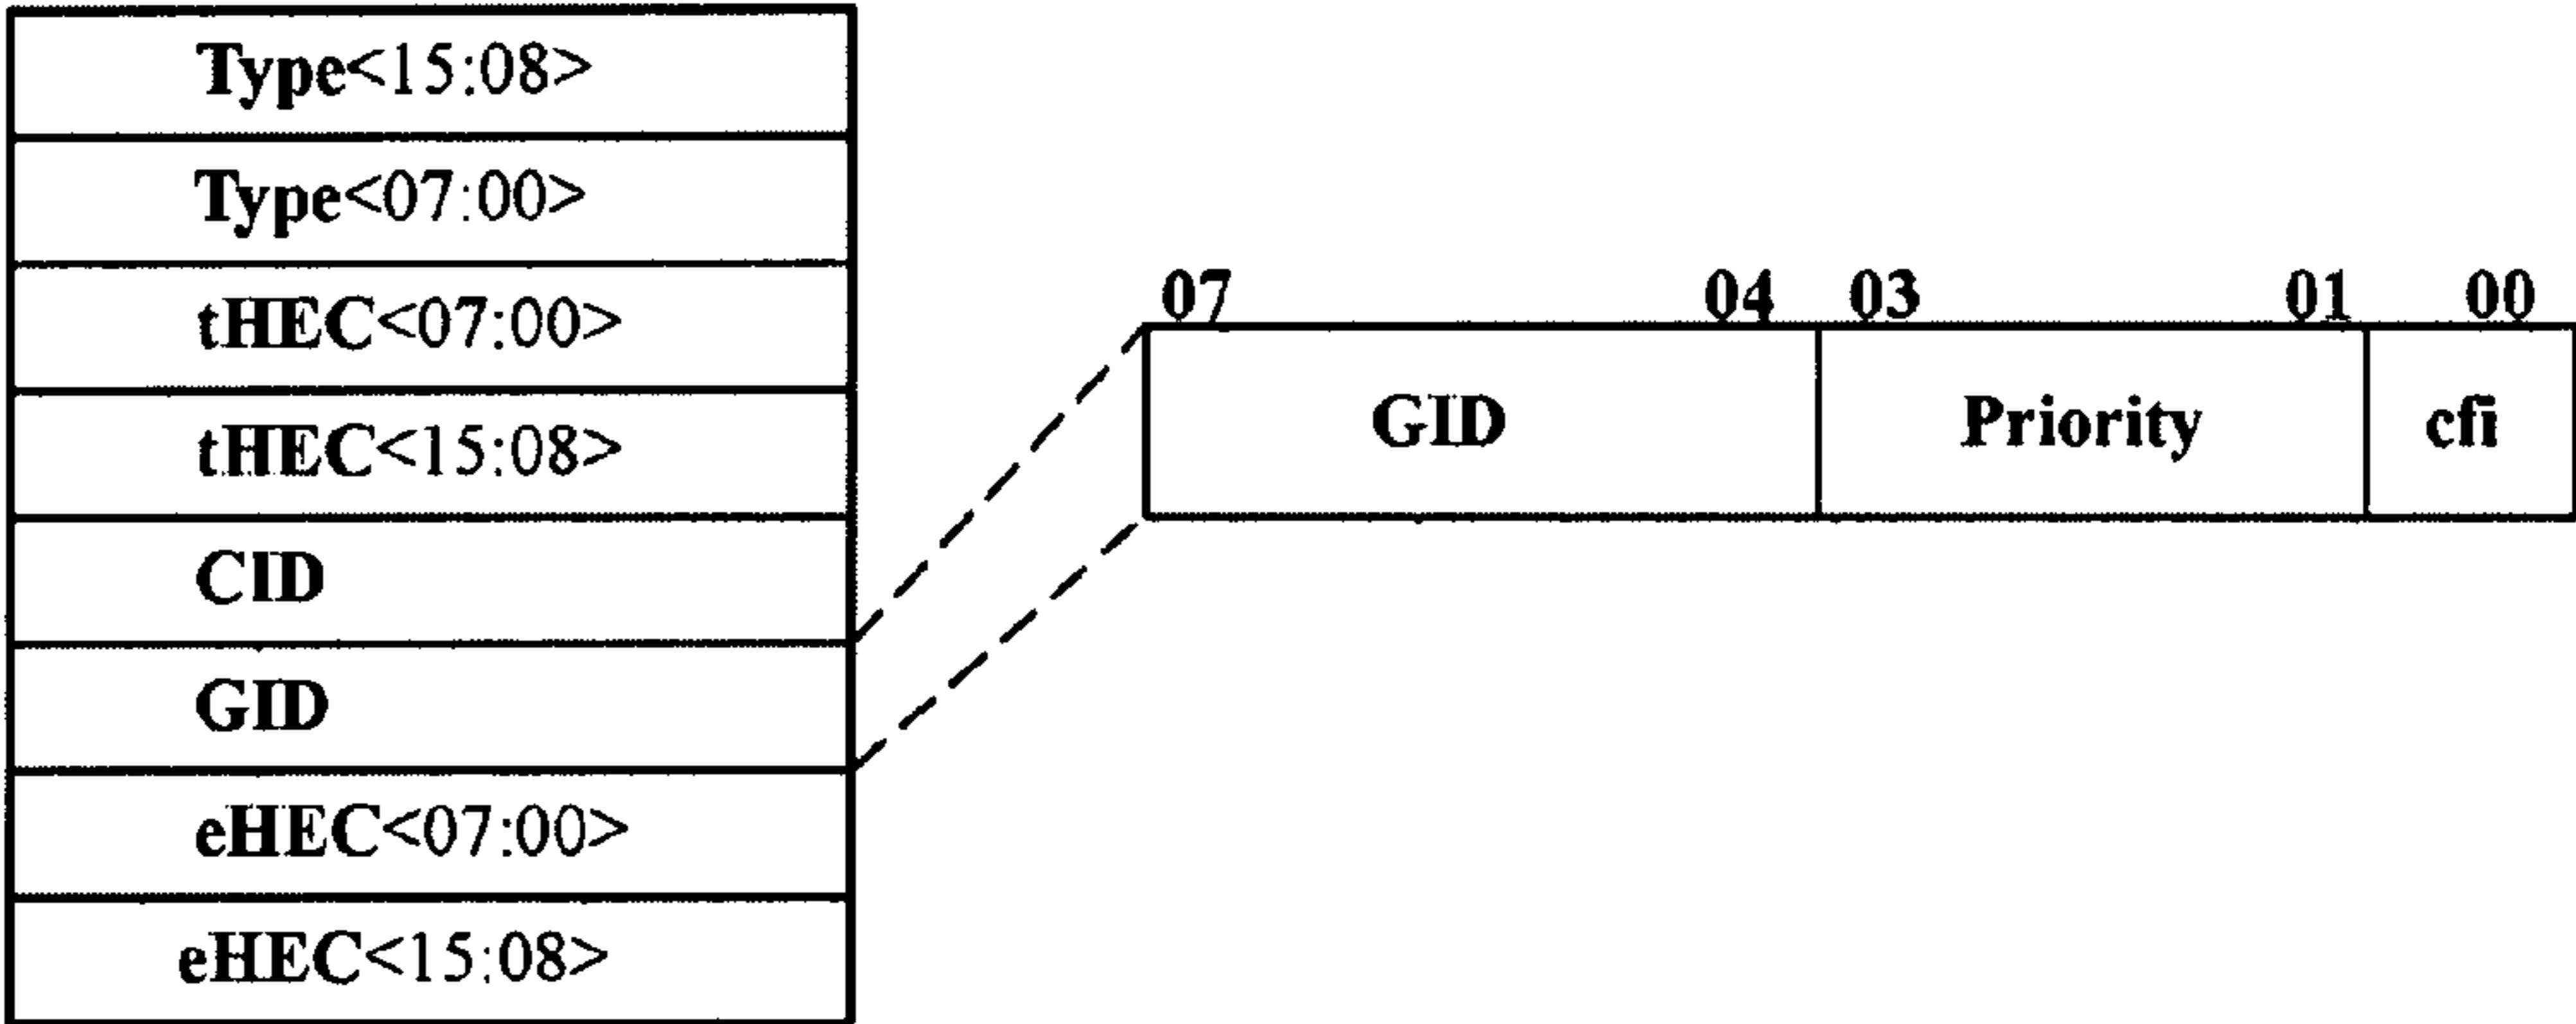 Type<15:08>
Type<07:00>
tHEC<07:00>
tHEC<15:08>
CID
GID
eHEC<07:00>
eHEC<15:08>
07 04 03 01 00
GID Priority cfi